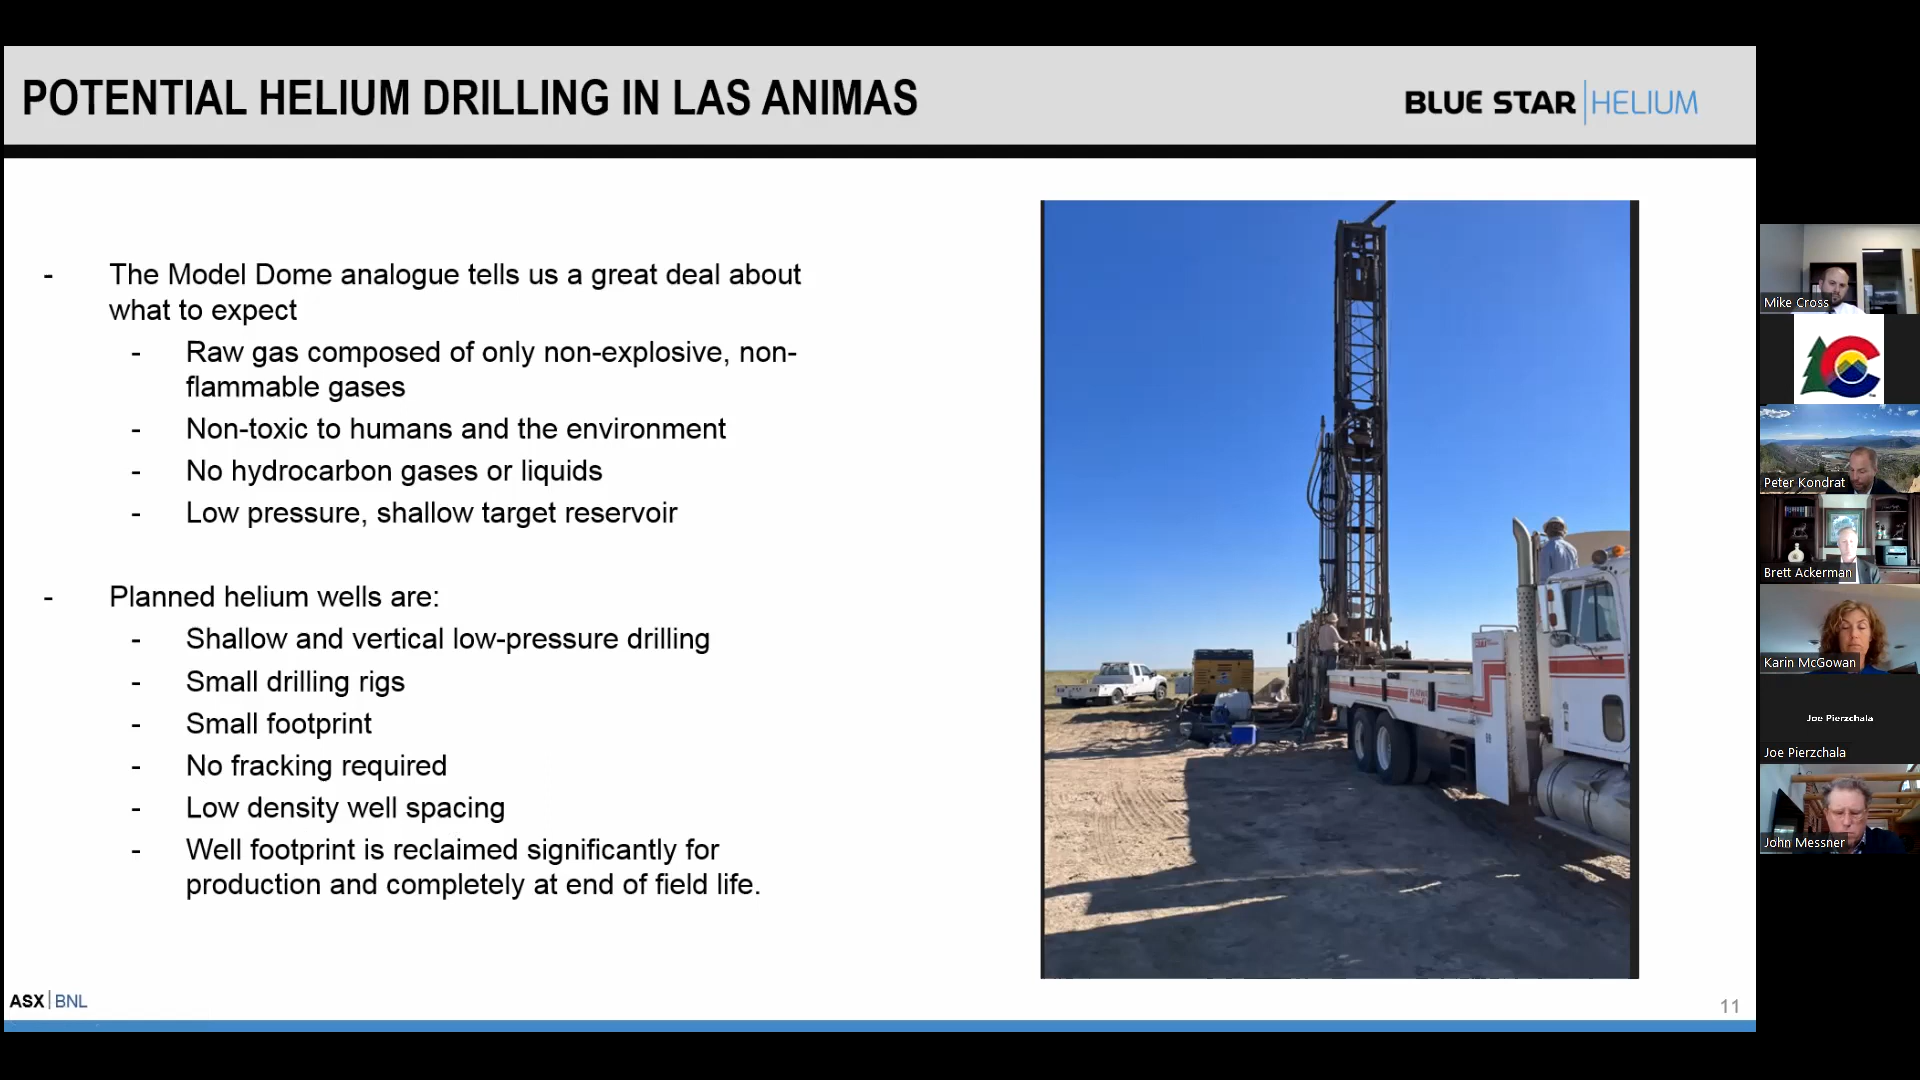 POTENTIAL HELIUM DRILLING IN LAS ANIMAS
BLUE STAR HELIUM
- The Model Dome analogue tells us a great deal about
what to expect
- Raw gas composed of only non-explosive, non-
flammable gases
- Non-toxic to humans and the environment
- No hydrocarbon gases or liquids
- Low pressure, shallow target reservoir
- Planned helium wells are:
- Shallow and vertical low-pressure drilling
- Small drilling rigs
- Small footprint
- No fracking required
- Low density well spacing
- Well footprint is reclaimed significantly for
production and completely at end of field life.
ASX BNL
11
Mike Cross
Peter Kondrat
Brett Ackerman
Karin McGowan
Joe Pierzchala
Joe Pierzchala
John Messner